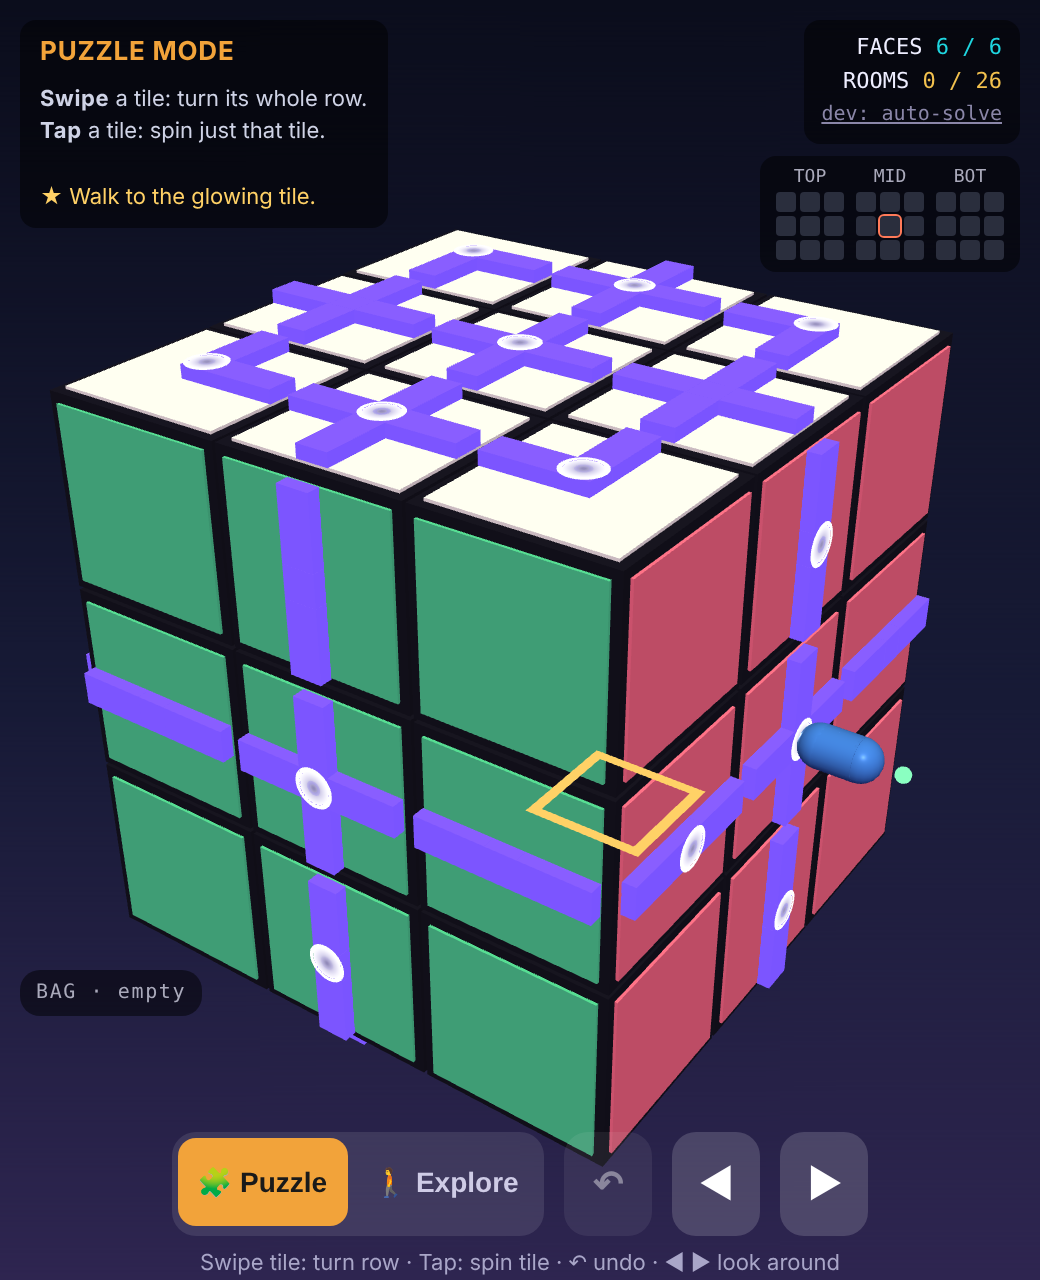 PUZZLE MODE
Swipe a tile: turn its whole row.
Tap a tile: spin just that tile.
★ Walk to the glowing tile.
FACES 6 / 6
ROOMS 0 / 26
dev: auto-solve
TOP MID BOT
BAG · empty
🧩 Puzzle 🚶 Explore ↶ ◀ ▶
Swipe tile: turn row · Tap: spin tile · ↶ undo · ◀ ▶ look around